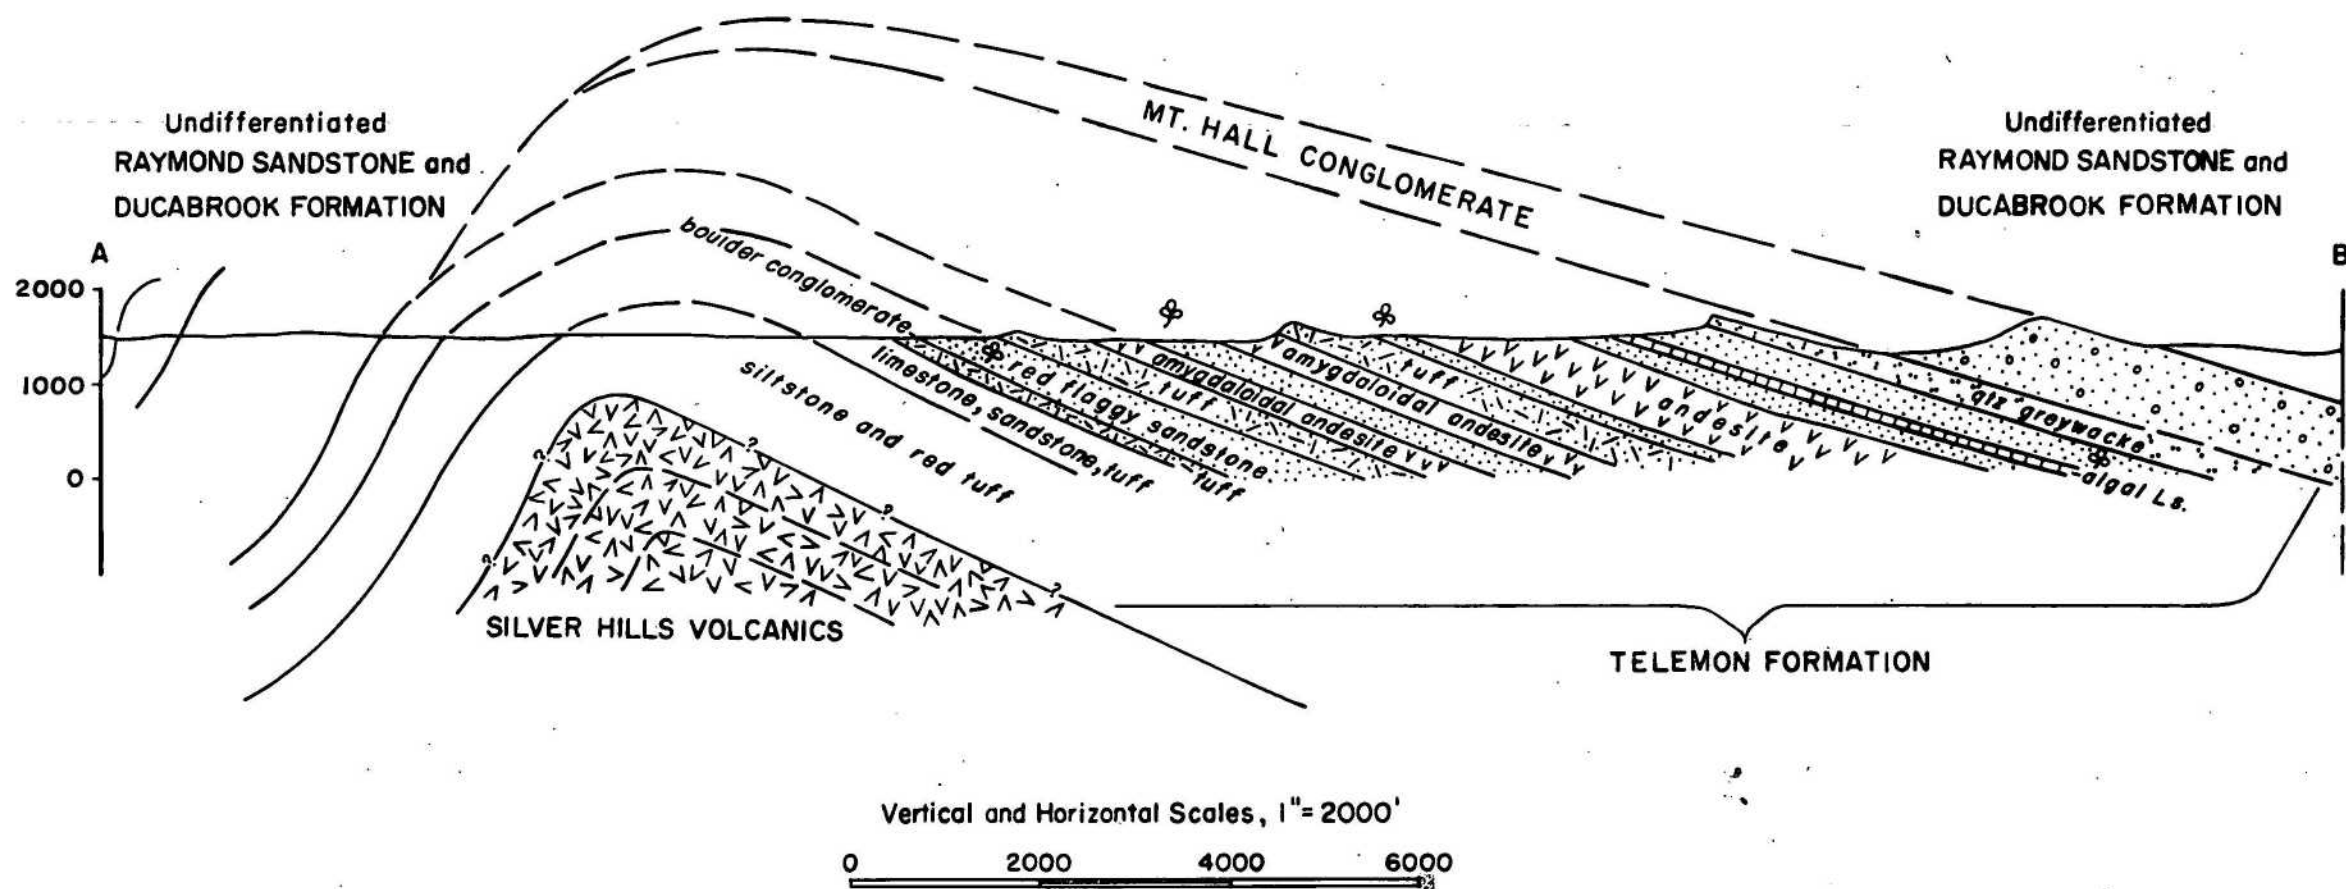 Undifferentiated
RAYMOND SANDSTONE and
DUCABROOK FORMATION
MT. HALL CONGLOMERATE
Undifferentiated
RAYMOND SANDSTONE and
DUCABROOK FORMATION
A
B
2000
1000
0
boulder conglomerate
limestone, sandstone, tuff
siltstone and red tuff
tuff
red flaggy sandstone
tuff
amygdaloidal andesite
amygdaloidal andesite
tuff
andesite
qtz greywacke
algal Ls.
? ? ? ? ?
SILVER HILLS VOLCANICS
TELEMON FORMATION
Vertical and Horizontal Scales, 1"= 2000'
0 2000 4000 6000